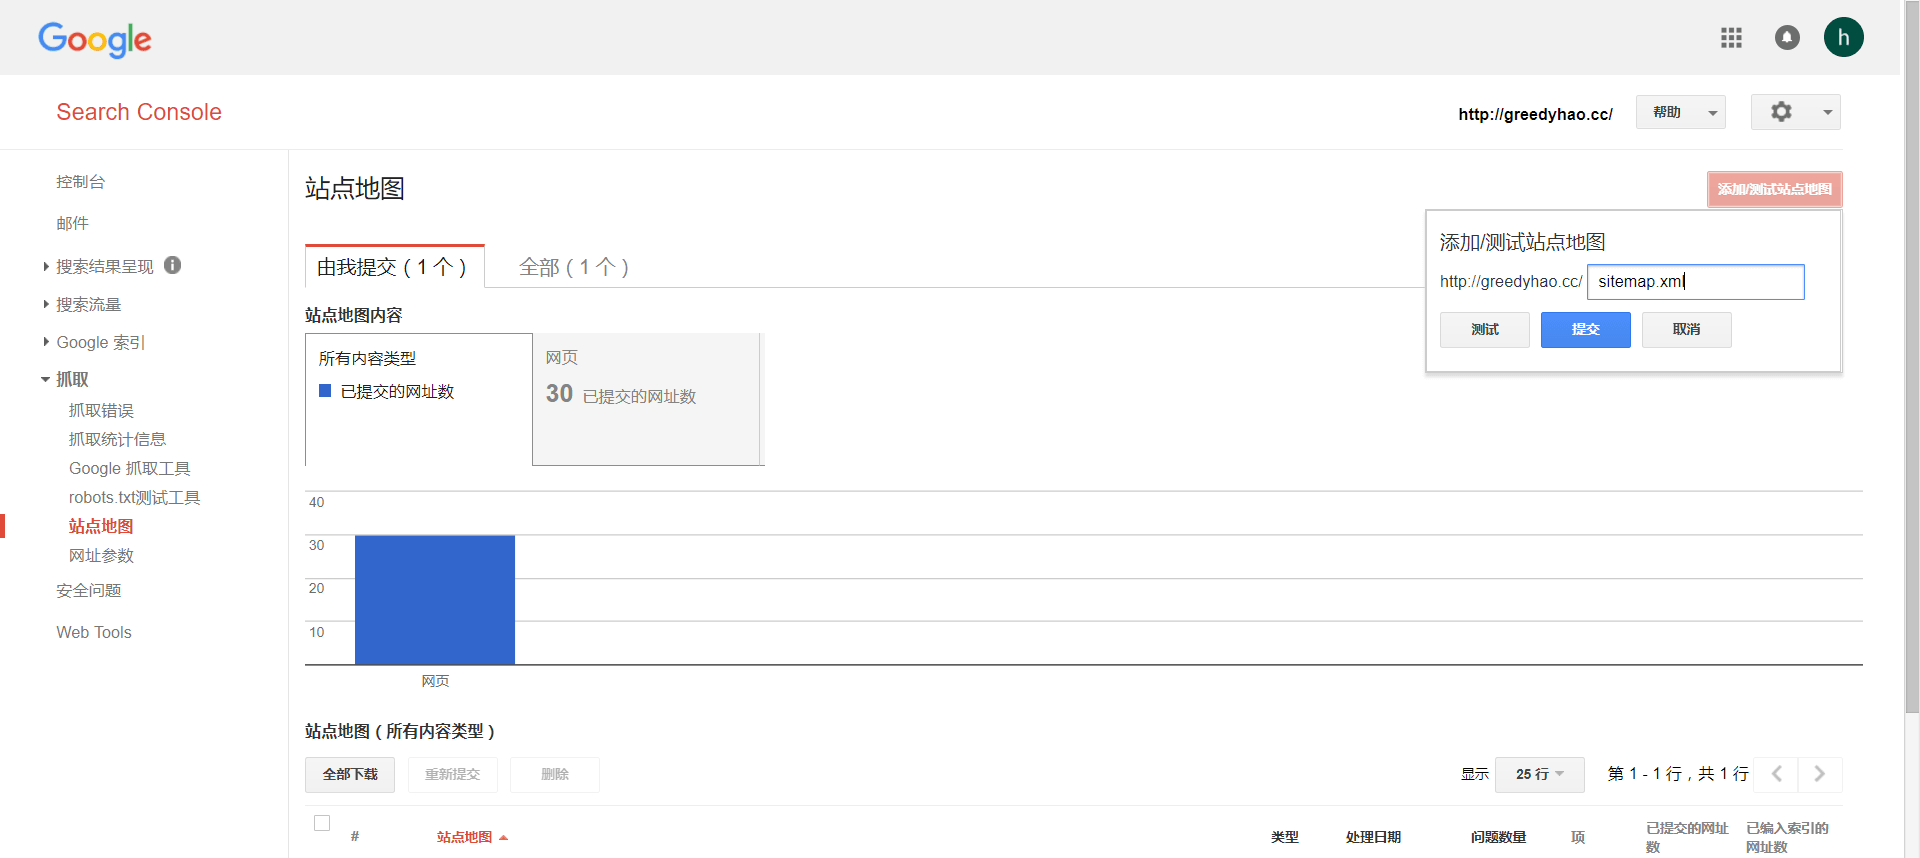 Google
h
Search Console
http://greedyhao.cc/
帮助
控制台
邮件
搜索结果呈现
搜索流量
Google 索引
抓取
抓取错误
抓取统计信息
Google 抓取工具
robots.txt测试工具
站点地图
网址参数
安全问题
Web Tools
站点地图
添加/测试站点地图
添加/测试站点地图
http://greedyhao.cc/ sitemap.xml
测试 提交 取消
由我提交 ( 1 个 ) 全部 ( 1 个 )
站点地图内容
所有内容类型
已提交的网址数
网页
30 已提交的网址数
40
30
20
10
网页
站点地图 ( 所有内容类型 )
全部下载 重新提交 删除 显示 25 行 第 1 - 1 行 , 共 1 行
# 站点地图 类型 处理日期 问题数量 项 已提交的网址数 已编入索引的网址数